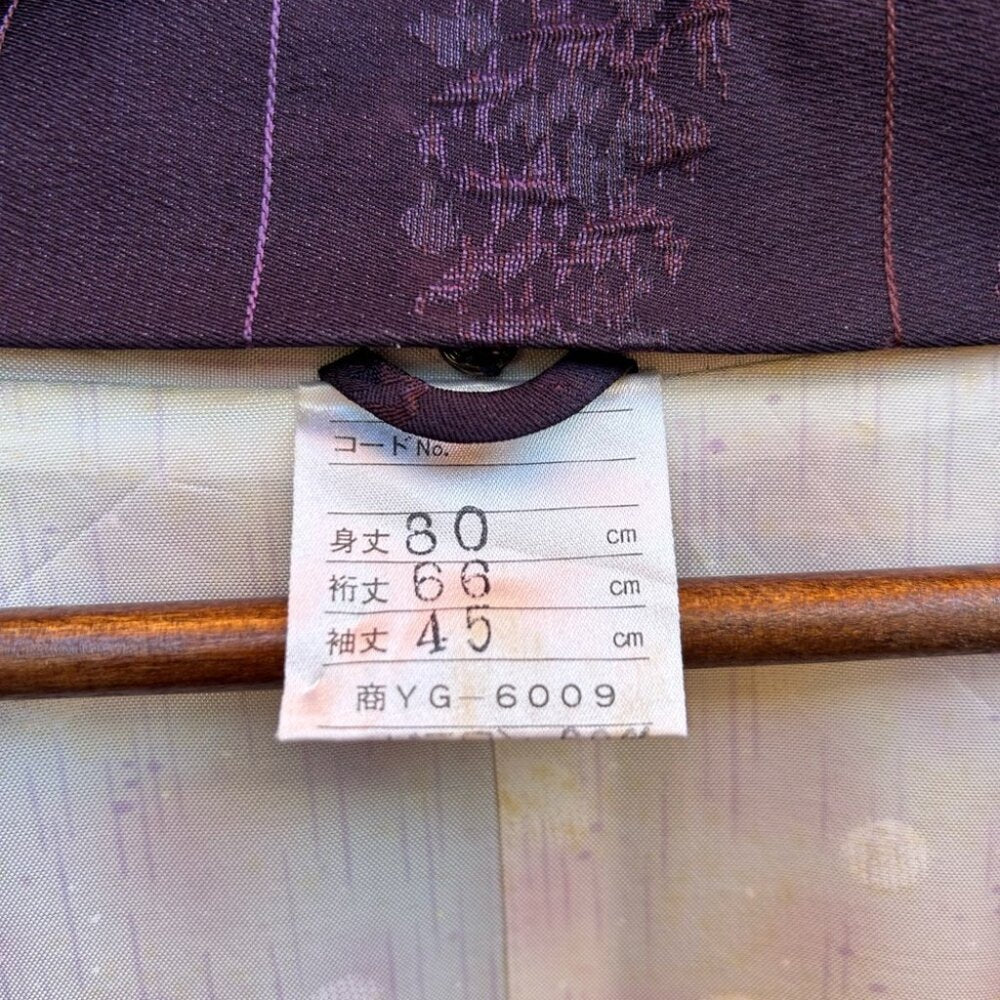 コードNo.
身丈 80 cm
裄丈 66 cm
袖丈 45 cm
商YG－6009